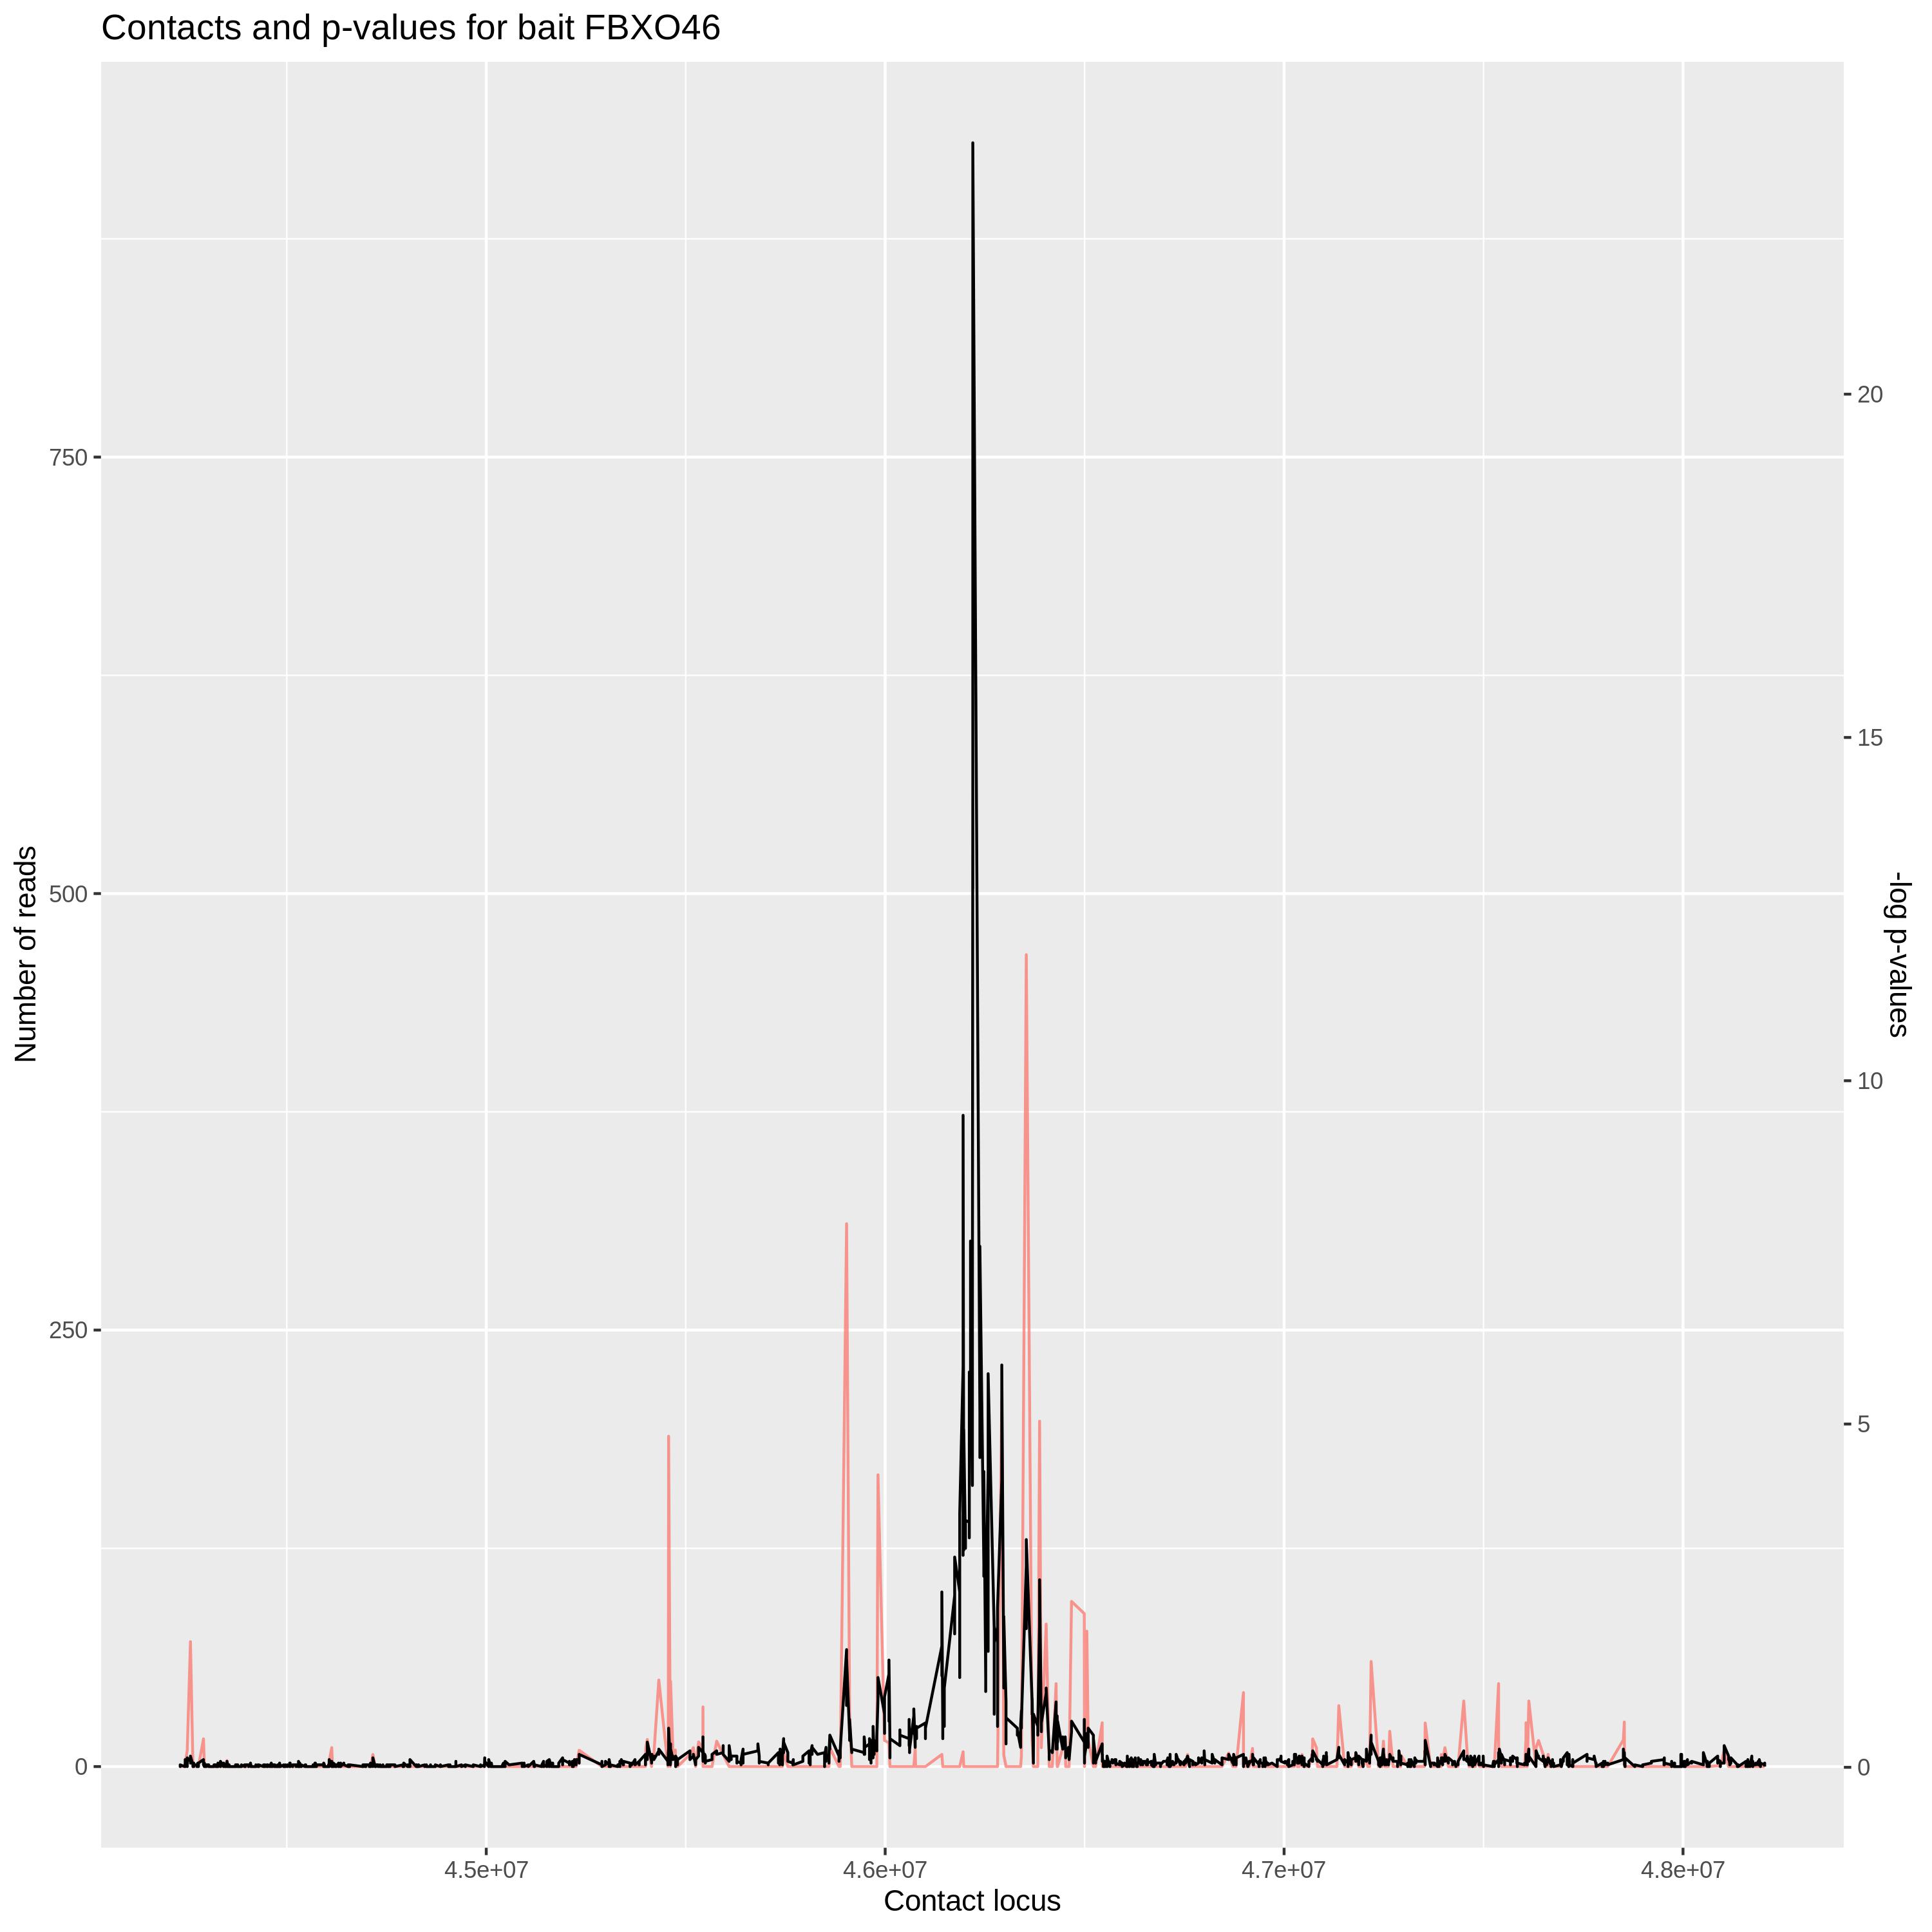 Contacts and p-values for bait FBXO46
Number of reads
750
500
250
0
20
15
10
5
0
-log p-values
4.5e+07
4.6e+07
4.7e+07
4.8e+07
Contact locus